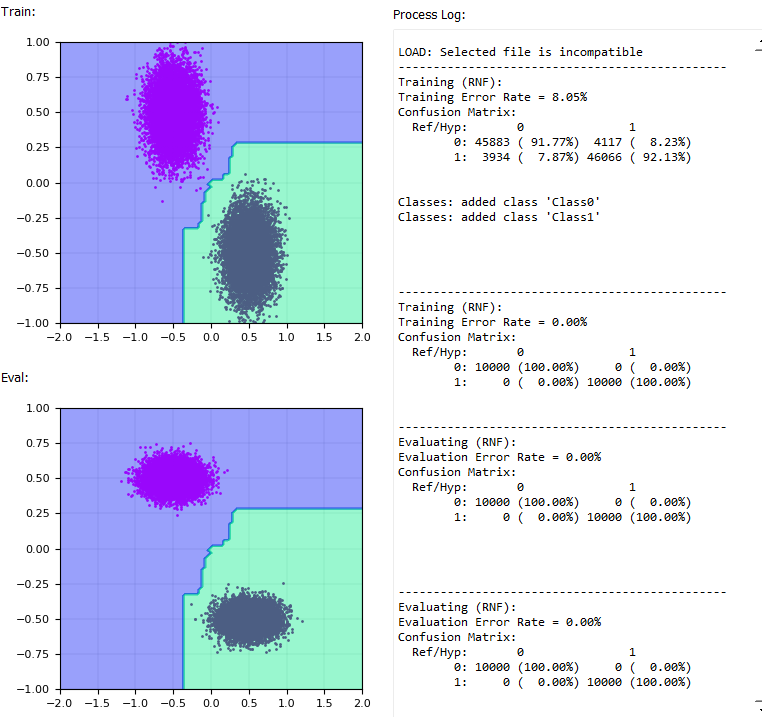 Train:
1.00
0.75
0.50
0.25
0.00
−0.25
−0.50
−0.75
−1.00
−2.0 −1.5 −1.0 −0.5 0.0 0.5 1.0 1.5 2.0
Eval:
1.00
0.75
0.50
0.25
0.00
−0.25
−0.50
−0.75
−1.00
−2.0 −1.5 −1.0 −0.5 0.0 0.5 1.0 1.5 2.0
Process Log:
LOAD: Selected file is incompatible
-----------------------------------------------
Training (RNF):
Training Error Rate = 8.05%
Confusion Matrix:
Ref/Hyp: 0 1
0: 45883 ( 91.77%) 4117 ( 8.23%)
1: 3934 ( 7.87%) 46066 ( 92.13%)
Classes: added class 'Class0'
Classes: added class 'Class1'
-----------------------------------------------
Training (RNF):
Training Error Rate = 0.00%
Confusion Matrix:
Ref/Hyp: 0 1
0: 10000 (100.00%) 0 ( 0.00%)
1: 0 ( 0.00%) 10000 (100.00%)
-----------------------------------------------
Evaluating (RNF):
Evaluation Error Rate = 0.00%
Confusion Matrix:
Ref/Hyp: 0 1
0: 10000 (100.00%) 0 ( 0.00%)
1: 0 ( 0.00%) 10000 (100.00%)
-----------------------------------------------
Evaluating (RNF):
Evaluation Error Rate = 0.00%
Confusion Matrix:
Ref/Hyp: 0 1
0: 10000 (100.00%) 0 ( 0.00%)
1: 0 ( 0.00%) 10000 (100.00%)